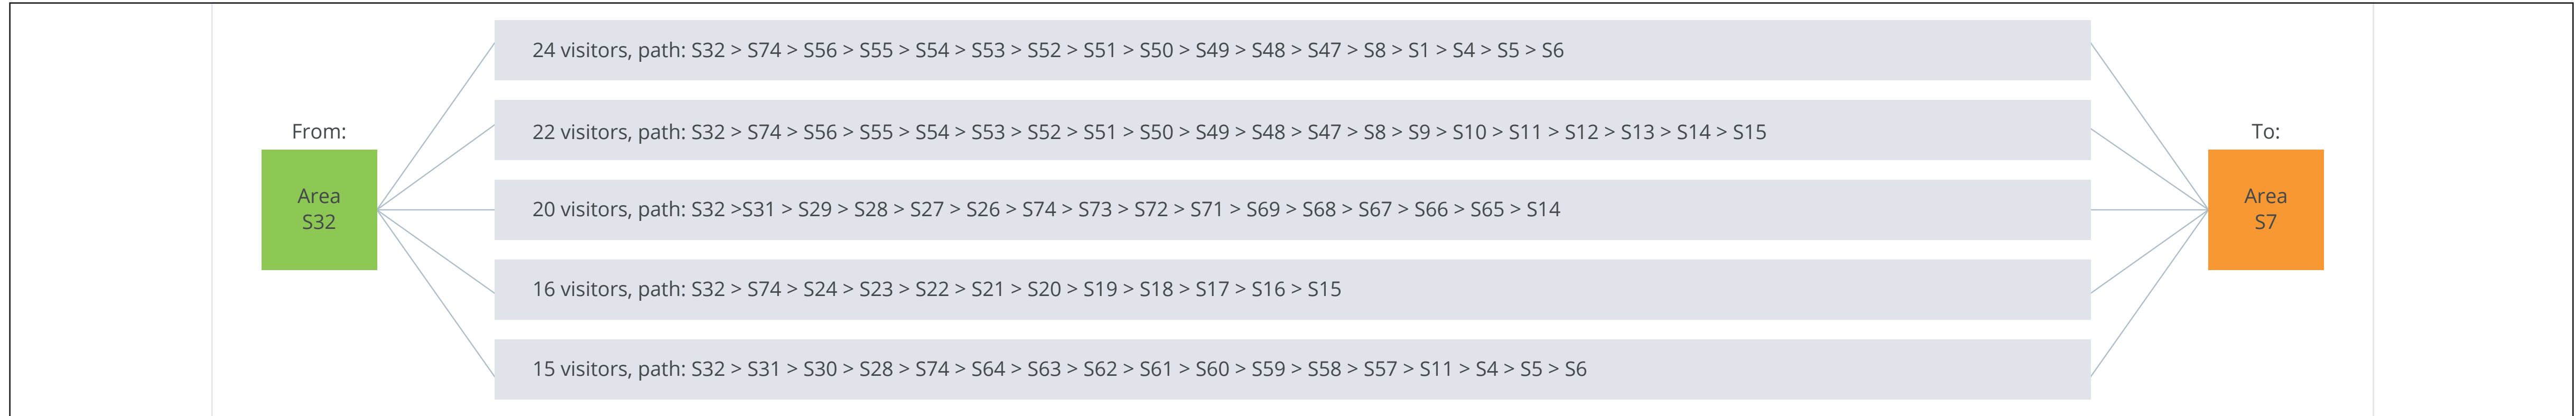 24 visitors, path: S32 > S74 > S56 > S55 > S54 > S53 > S52 > S51 > S50 > S49 > S48 > S47 > S8 > S1 > S4 > S5 > S6
From:
22 visitors, path: S32 > S74 > S56 > S55 > S54 > S53 > S52 > S51 > S50 > S49 > S48 > S47 > S8 > S9 > S10 > S11 > S12 > S13 > S14 > S15
To:
Area
S32
20 visitors, path: S32 >S31 > S29 > S28 > S27 > S26 > S74 > S73 > S72 > S71 > S69 > S68 > S67 > S66 > S65 > S14
Area
S7
16 visitors, path: S32 > S74 > S24 > S23 > S22 > S21 > S20 > S19 > S18 > S17 > S16 > S15
15 visitors, path: S32 > S31 > S30 > S28 > S74 > S64 > S63 > S62 > S61 > S60 > S59 > S58 > S57 > S11 > S4 > S5 > S6